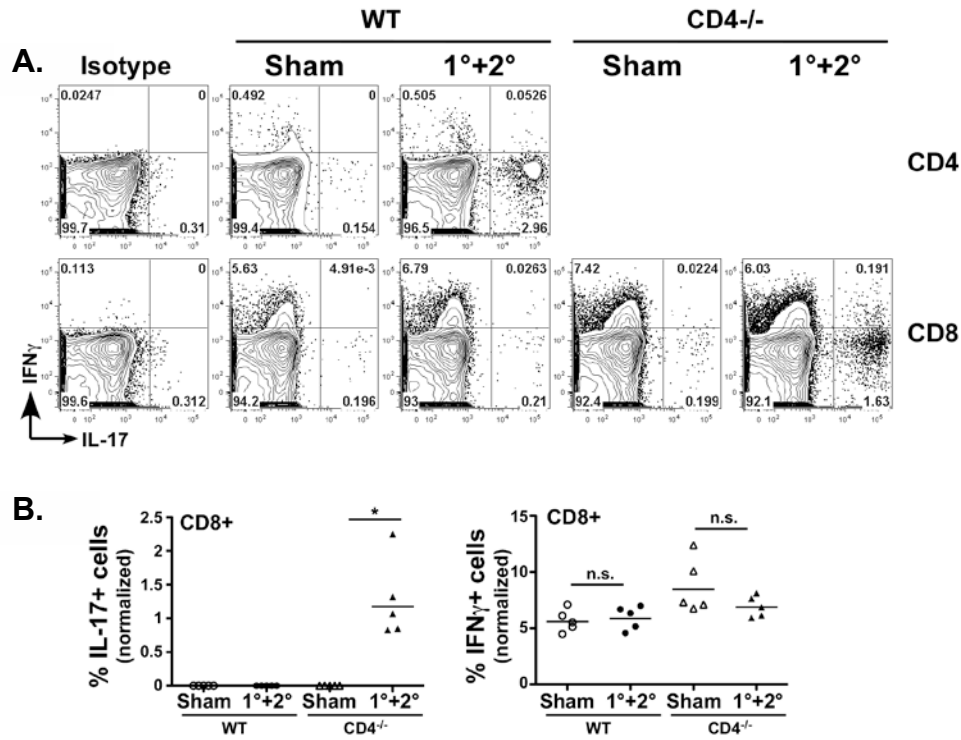 WT CD4-/-
A. Isotype Sham 1°+2° Sham 1°+2°
0.0247 0 0.492 0 0.505 0.0526
CD4
99.7 0.31 99.4 0.154 96.5 2.96
0.113 0 5.63 4.91e-3 6.79 0.0263 7.42 0.0224 6.03 0.191
CD8
99.6 0.312 94.2 0.196 93 0.21 92.4 0.199 92.1 1.63
IFNγ
IL-17
B.
CD8+
% IL-17+ cells
(normalized)
2.5
2
1.5
1
0.5
0
*
Sham 1°+2° Sham 1°+2°
WT CD4-/-
CD8+
% IFNγ+ cells
(normalized)
15
10
5
0
n.s. n.s.
Sham 1°+2° Sham 1°+2°
WT CD4-/-